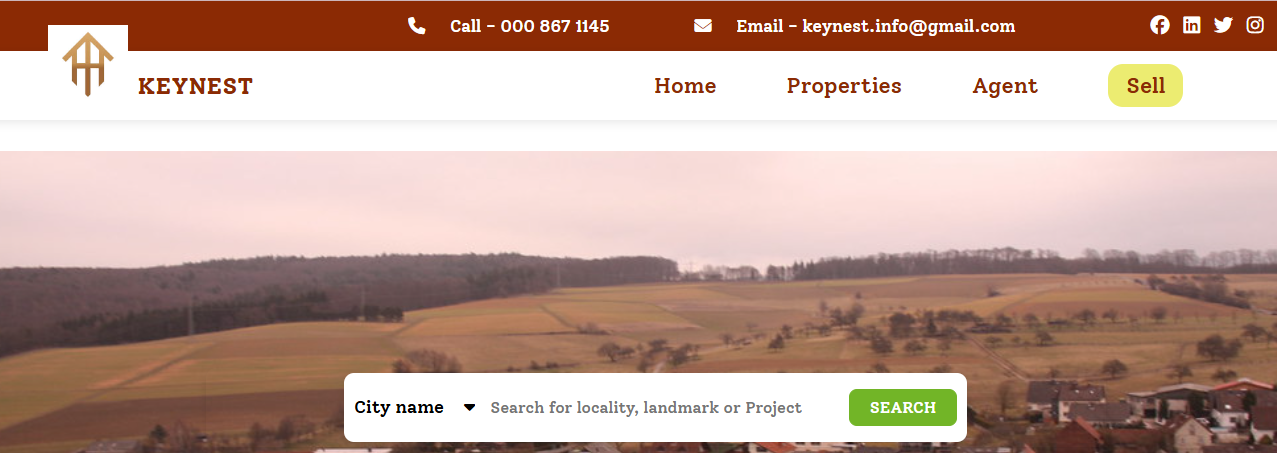 Call - 000 867 1145 Email - keynest.info@gmail.com
KEYNEST Home Properties Agent Sell
City name Search for locality, landmark or Project SEARCH